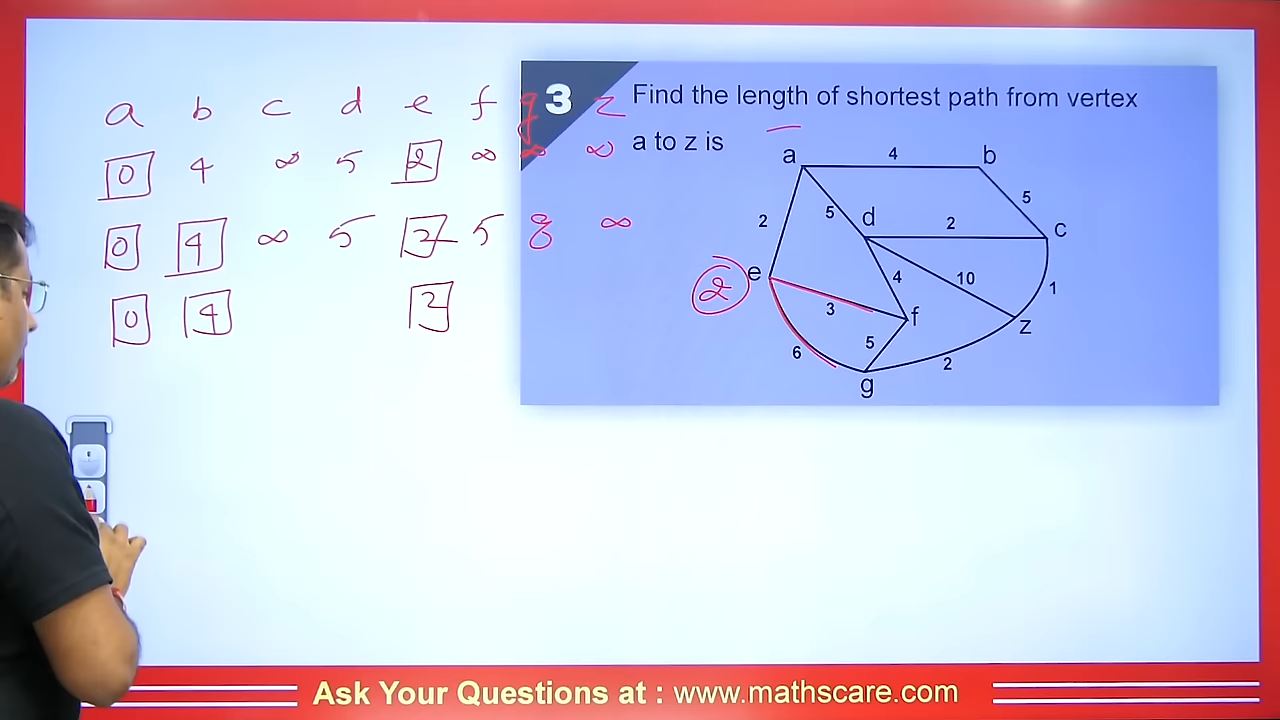 a b c d e f g z
0 4 ∞ 5 2 ∞ ∞ ∞
0 4 ∞ 5 2 5 8 ∞
0 4 2
3 Find the length of shortest path from vertex
a to z is
a 4 b
5
2 5 d 2 c
2 e 4 10 1
3 f z
6 5 2
g
Ask Your Questions at : www.mathscare.com